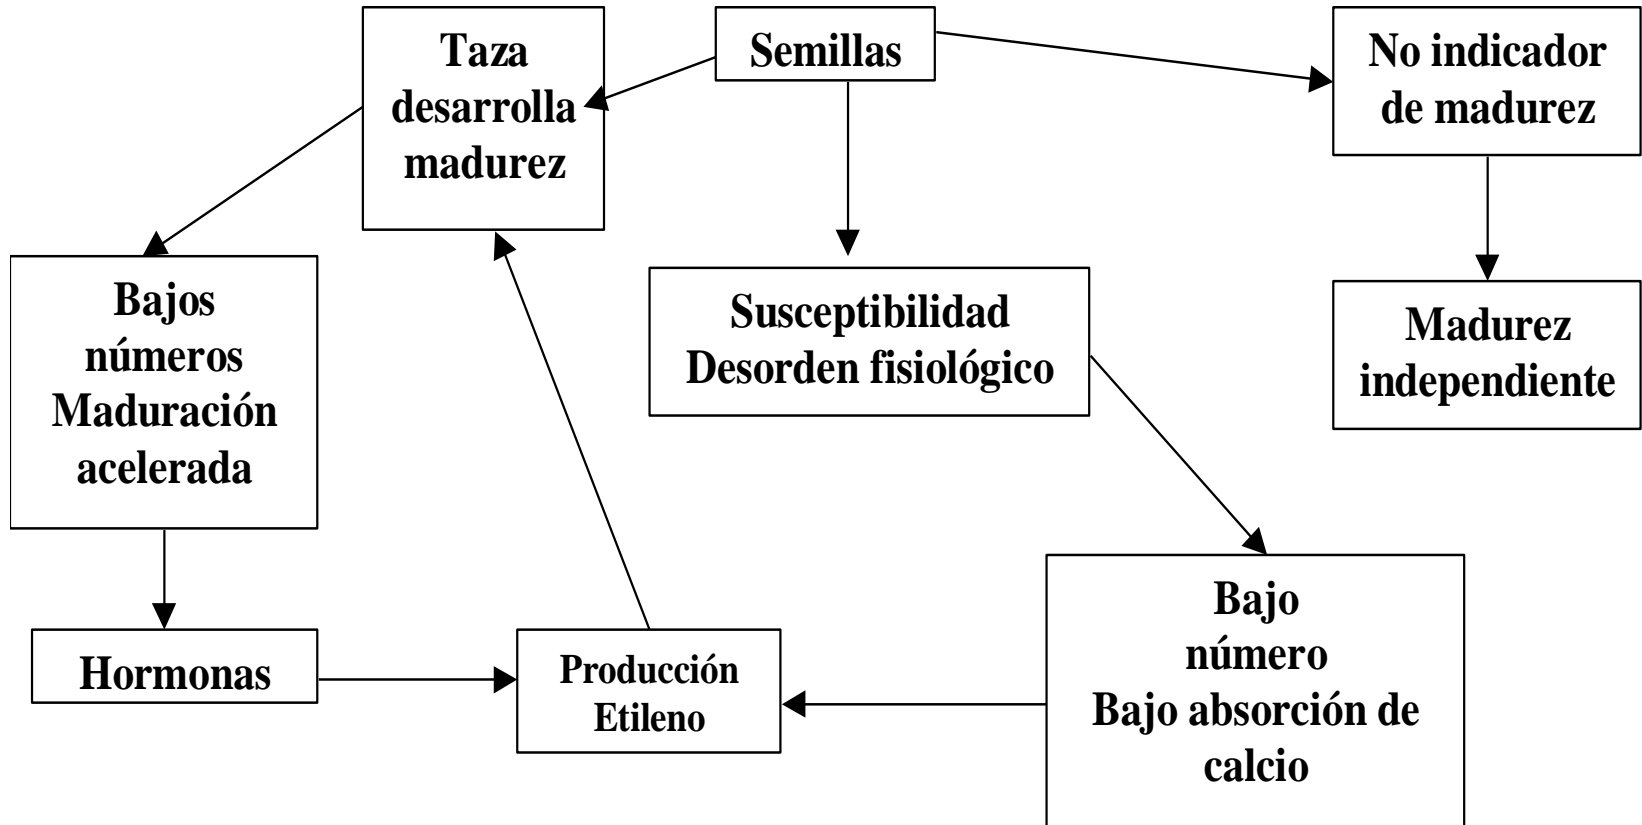 Taza
desarrolla
madurez
Semillas
No indicador
de madurez
Bajos
números
Maduración
acelerada
Susceptibilidad
Desorden fisiológico
Madurez
independiente
Hormonas
Producción
Etileno
Bajo
número
Bajo absorción de
calcio